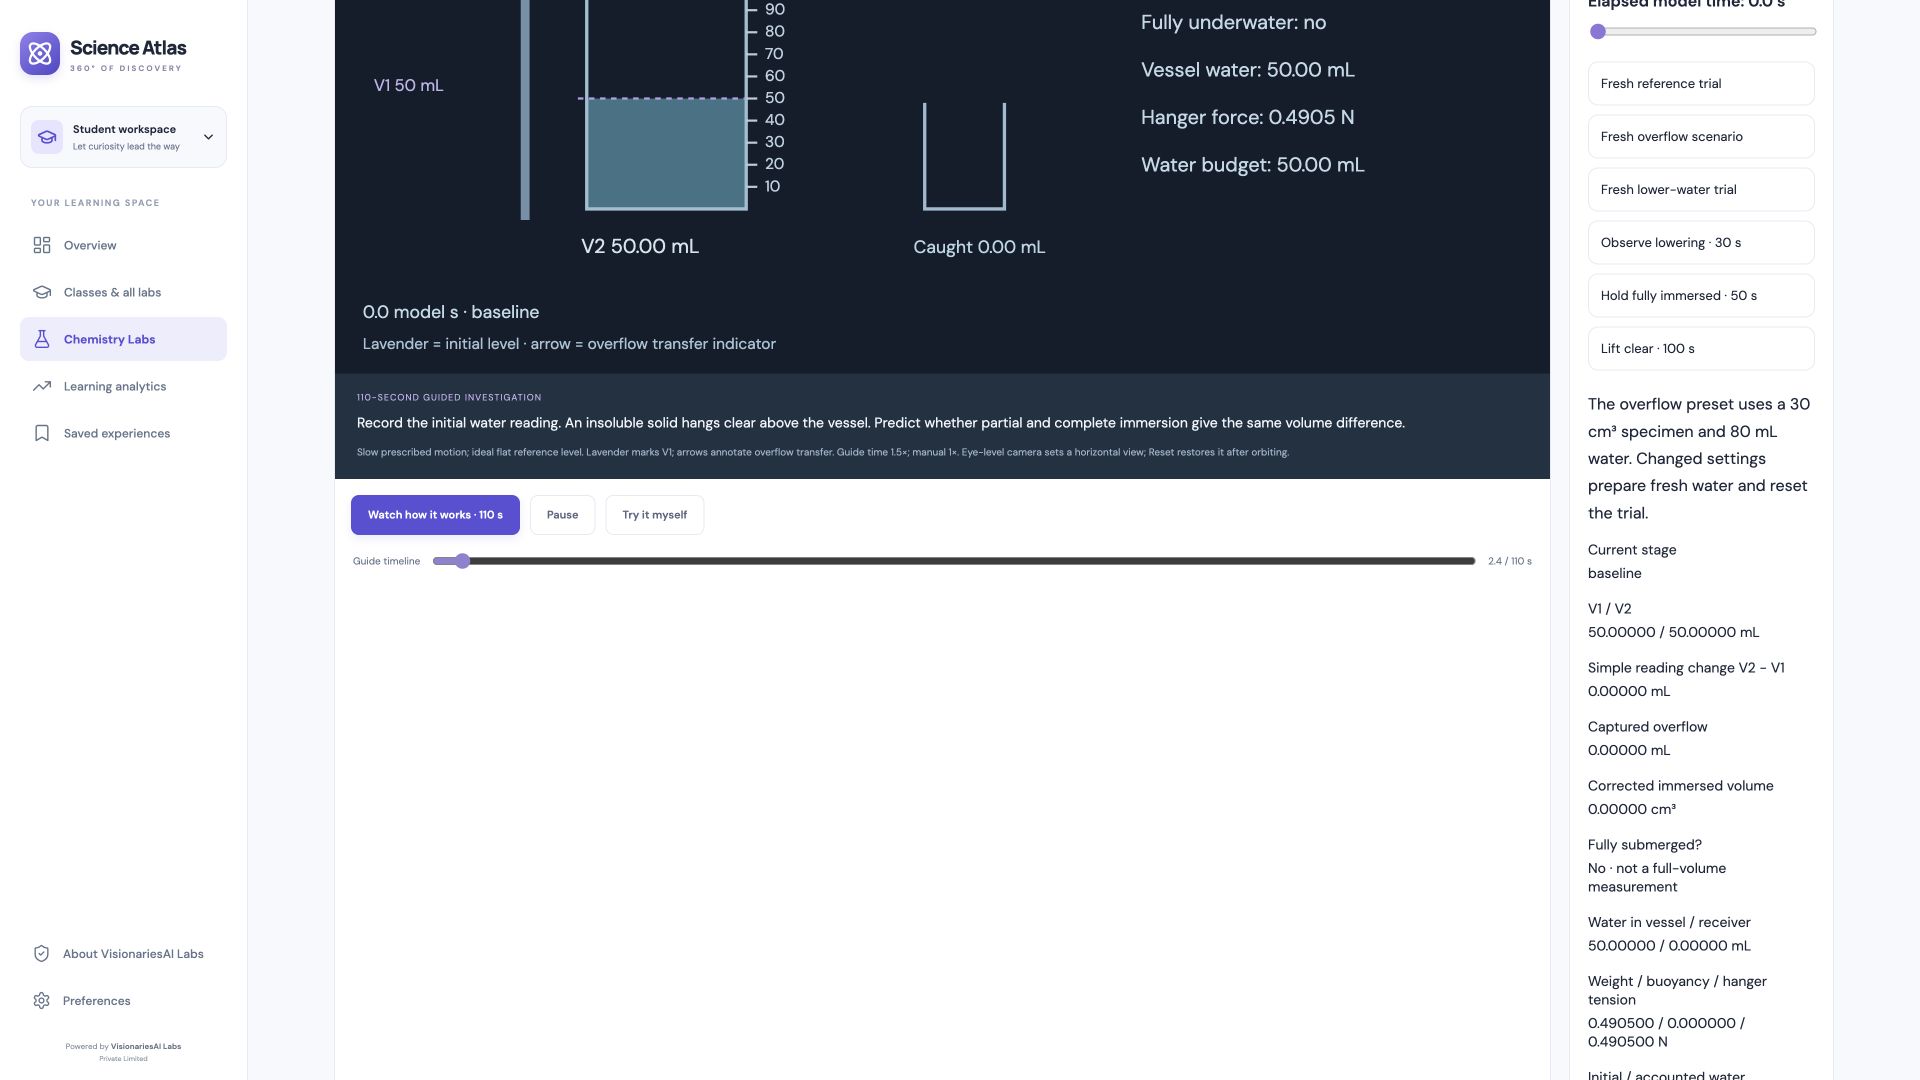 Science Atlas
360° OF DISCOVERY
Student workspace
Let curiosity lead the way
YOUR LEARNING SPACE
Overview
Classes & all labs
Chemistry Labs
Learning analytics
Saved experiences
About VisionariesAI Labs
Preferences
Powered by VisionariesAI Labs
Private Limited
90
80
70
60
50
40
30
20
10
V1 50 mL
V2 50.00 mL
Caught 0.00 mL
Fully underwater: no
Vessel water: 50.00 mL
Hanger force: 0.4905 N
Water budget: 50.00 mL
0.0 model s · baseline
Lavender = initial level · arrow = overflow transfer indicator
110-SECOND GUIDED INVESTIGATION
Record the initial water reading. An insoluble solid hangs clear above the vessel. Predict whether partial and complete immersion give the same volume difference.
Slow prescribed motion; ideal flat reference level. Lavender marks V1; arrows annotate overflow transfer. Guide time 1.5×; manual 1×. Eye-level camera sets a horizontal view; Reset restores it after orbiting.
Watch how it works · 110 s
Pause
Try it myself
Guide timeline
2.4 / 110 s
Elapsed model time: 0.0 s
Fresh reference trial
Fresh overflow scenario
Fresh lower-water trial
Observe lowering · 30 s
Hold fully immersed · 50 s
Lift clear · 100 s
The overflow preset uses a 30
cm³ specimen and 80 mL
water. Changed settings
prepare fresh water and reset
the trial.
Current stage
baseline
V1 / V2
50.00000 / 50.00000 mL
Simple reading change V2 - V1
0.00000 mL
Captured overflow
0.00000 mL
Corrected immersed volume
0.00000 cm³
Fully submerged?
No · not a full-volume
measurement
Water in vessel / receiver
50.00000 / 0.00000 mL
Weight / buoyancy / hanger
tension
0.490500 / 0.000000 /
0.490500 N
Initial / accounted water